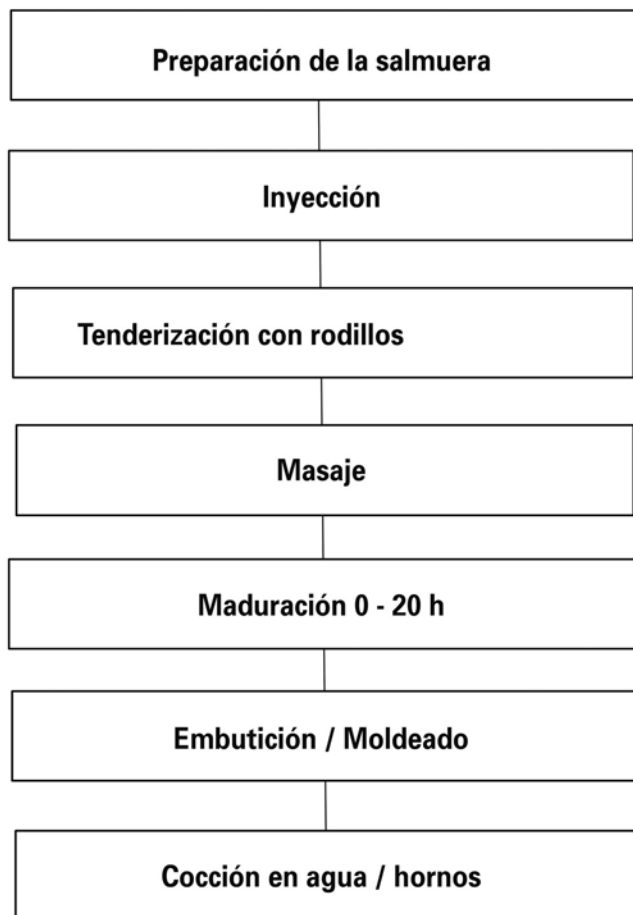 Preparación de la salmuera
Inyección
Tenderización con rodillos
Masaje
Maduración 0 - 20 h
Embutición / Moldeado
Cocción en agua / hornos